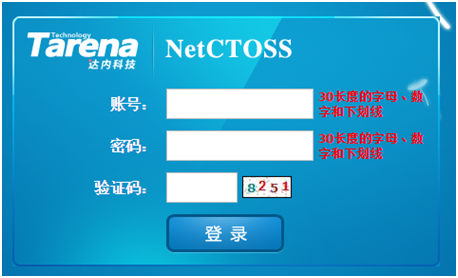 Technology
Tarena
达内科技
NetCTOSS
账号：
30长度的字母、数
字和下划线
密码：
30长度的字母、数
字和下划线
验证码：
8251
登 录